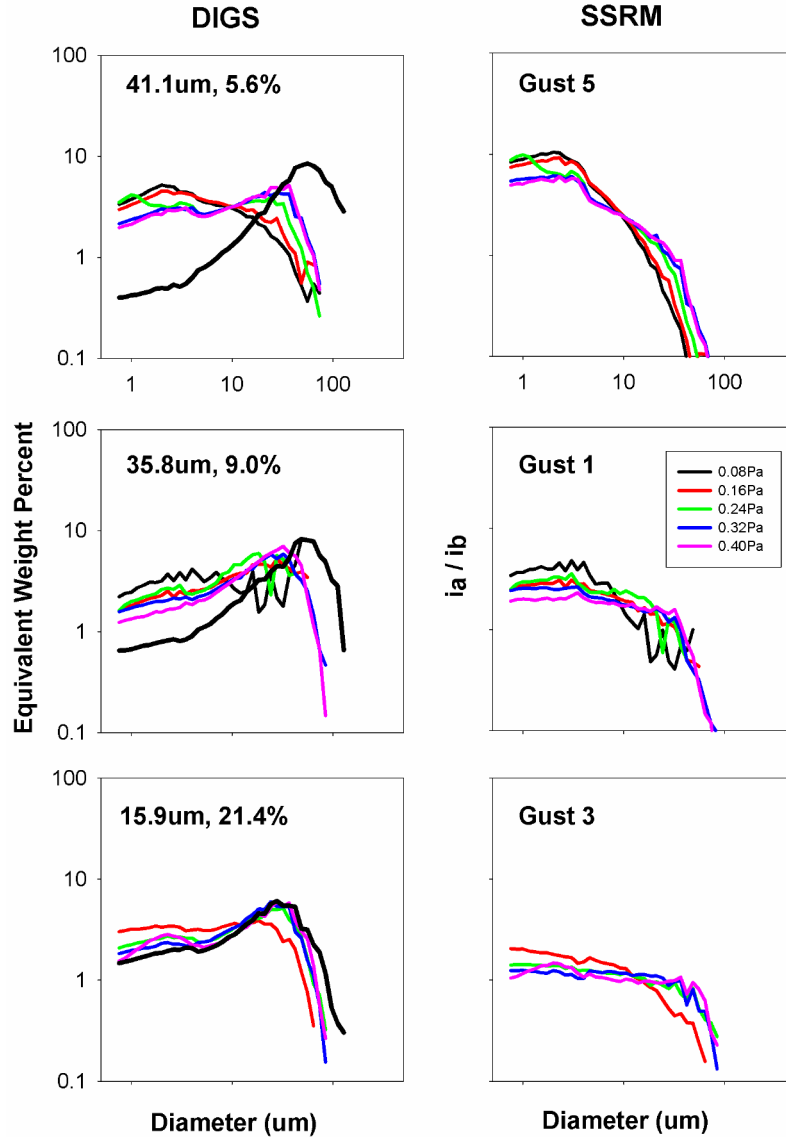 DIGS
SSRM
100
10
1
0.1
41.1um, 5.6%
1
10
100
Gust 5
1
10
100
Equivalent Weight Percent
100
10
1
0.1
35.8um, 9.0%
ia / ib
Gust 1
0.08Pa
0.16Pa
0.24Pa
0.32Pa
0.40Pa
100
10
1
0.1
15.9um, 21.4%
Gust 3
Diameter (um)
Diameter (um)